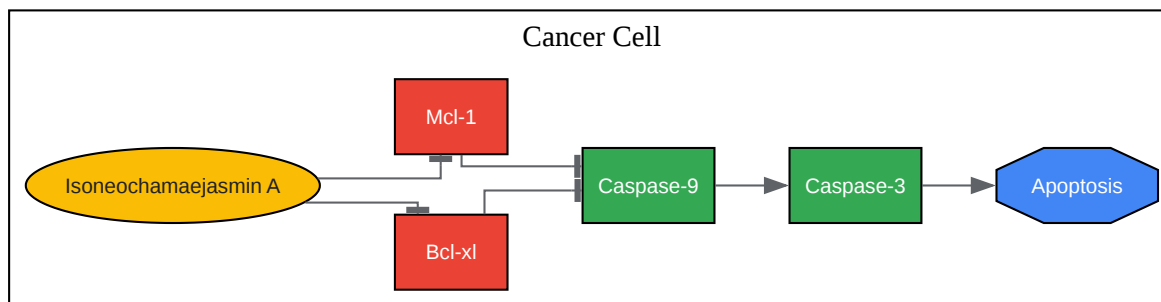 Cancer Cell
Mcl-1
Isoneochamaejasmin A
Caspase-9
Caspase-3
Apoptosis
Bcl-xl